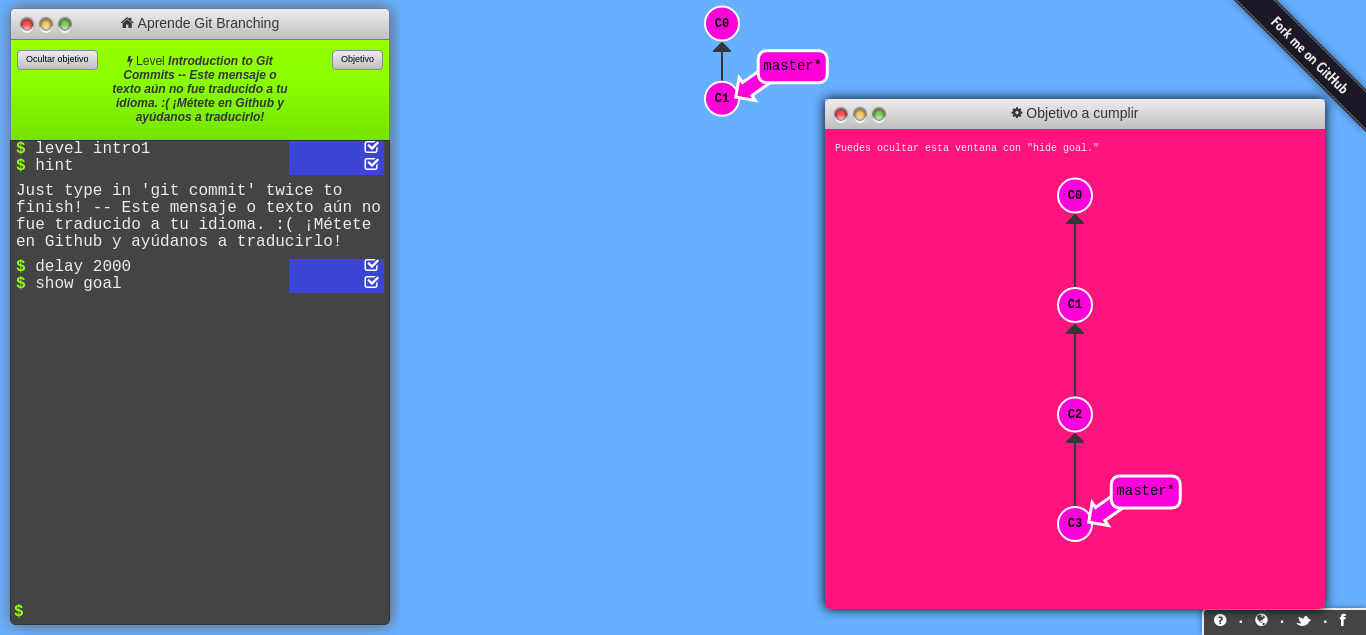 Aprende Git Branching
Ocultar objetivo
Level Introduction to Git
Commits -- Este mensaje o
texto aún no fue traducido a tu
idioma. :( ¡Métete en Github y
ayúdanos a traducirlo!
Objetivo
$ level intro1
$ hint
Just type in 'git commit' twice to
finish! -- Este mensaje o texto aún no
fue traducido a tu idioma. :( ¡Métete
en Github y ayúdanos a traducirlo!
$ delay 2000
$ show goal
$
C0
master*
C1
Fork me on GitHub
Objetivo a cumplir
Puedes ocultar esta ventana con "hide goal."
C0
C1
C2
master*
C3